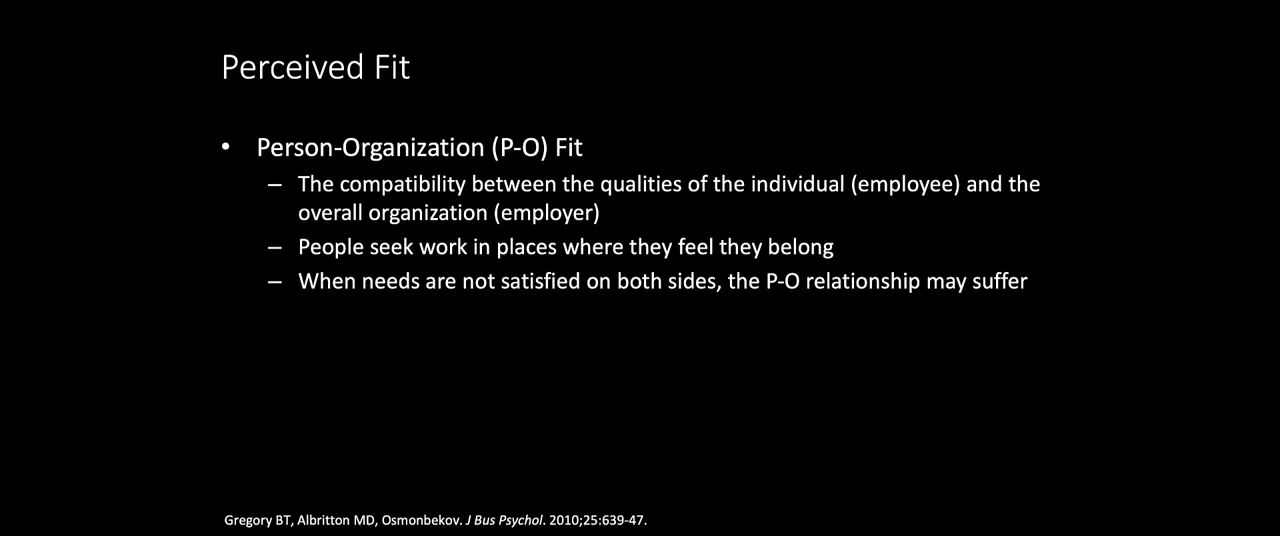 Perceived Fit
• Person-Organization (P-O) Fit
– The compatibility between the qualities of the individual (employee) and the
overall organization (employer)
– People seek work in places where they feel they belong
– When needs are not satisfied on both sides, the P-O relationship may suffer
Gregory BT, Albritton MD, Osmonbekov. J Bus Psychol. 2010;25:639-47.